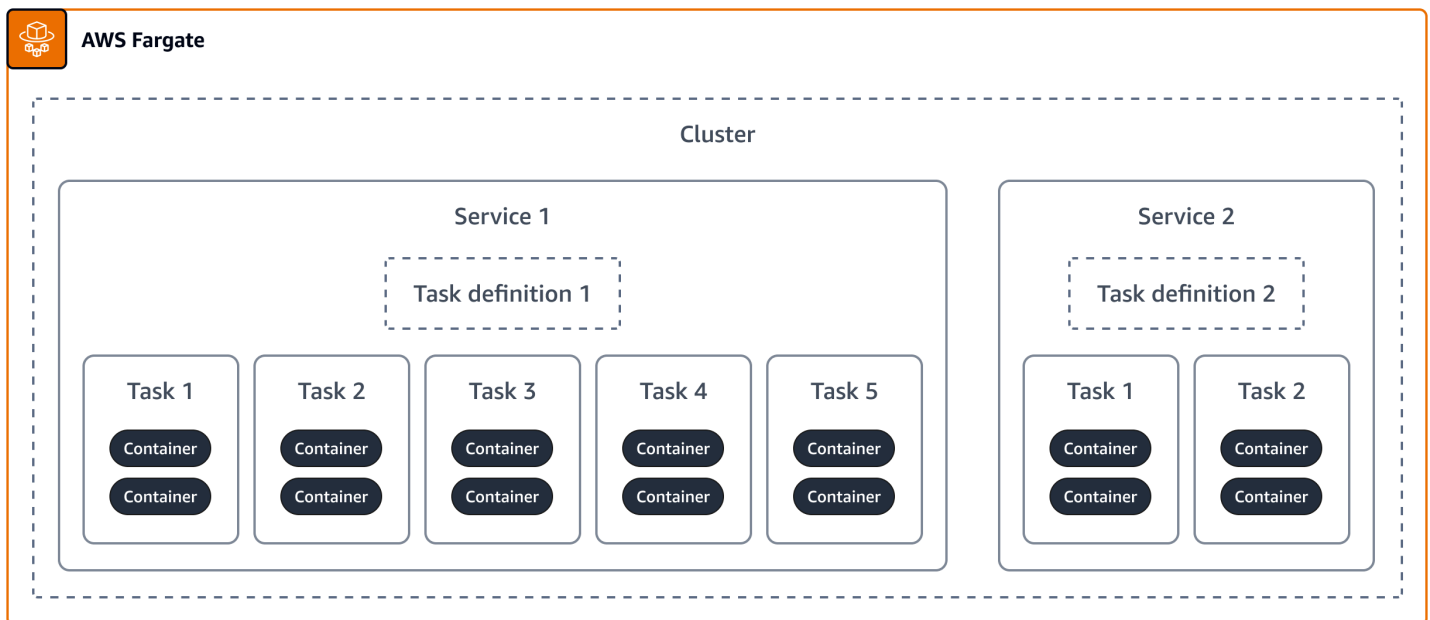 AWS Fargate
Cluster
Service 1
Task definition 1
Task 1
Container
Container
Task 2
Container
Container
Task 3
Container
Container
Task 4
Container
Container
Task 5
Container
Container
Service 2
Task definition 2
Task 1
Container
Container
Task 2
Container
Container